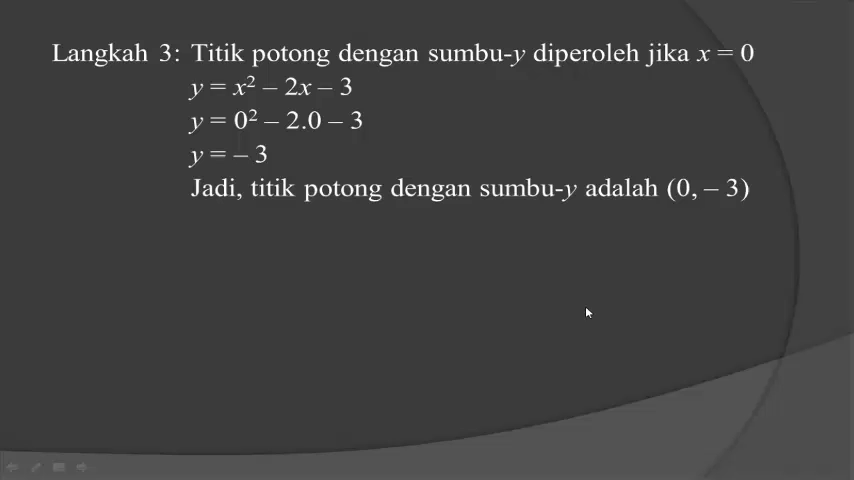 Langkah 3: Titik potong dengan sumbu-y diperoleh jika x = 0
y = x² – 2x – 3
y = 0² – 2.0 – 3
y = – 3
Jadi, titik potong dengan sumbu-y adalah (0, – 3)